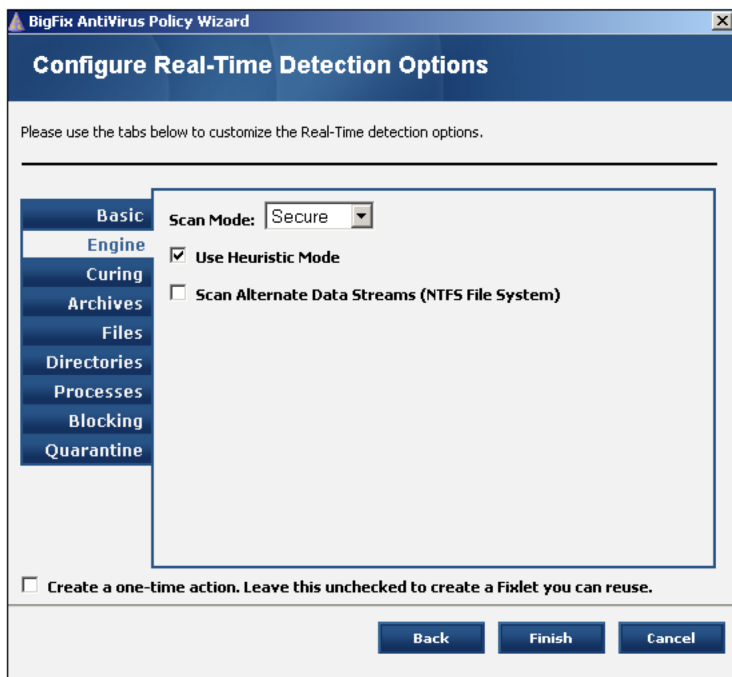 BigFix AntiVirus Policy Wizard
Configure Real-Time Detection Options
Please use the tabs below to customize the Real-Time detection options.
Basic
Engine
Curing
Archives
Files
Directories
Processes
Blocking
Quarantine
Scan Mode: Secure
Use Heuristic Mode
Scan Alternate Data Streams (NTFS File System)
Create a one-time action. Leave this unchecked to create a Fixlet you can reuse.
Back Finish Cancel